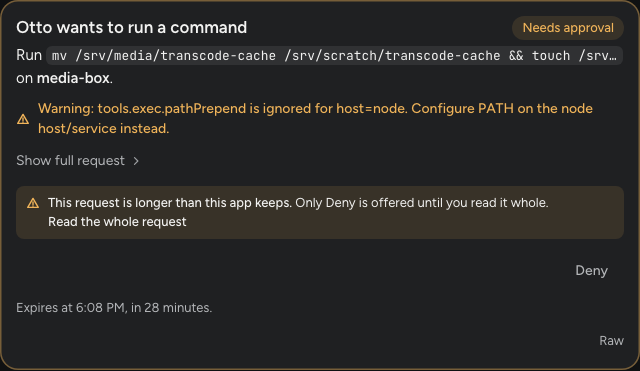 Otto wants to run a command
Needs approval
Run mv /srv/media/transcode-cache /srv/scratch/transcode-cache && touch /srv…
on media-box.
Warning: tools.exec.pathPrepend is ignored for host=node. Configure PATH on the node
host/service instead.
Show full request
This request is longer than this app keeps. Only Deny is offered until you read it whole.
Read the whole request
Deny
Expires at 6:08 PM, in 28 minutes.
Raw